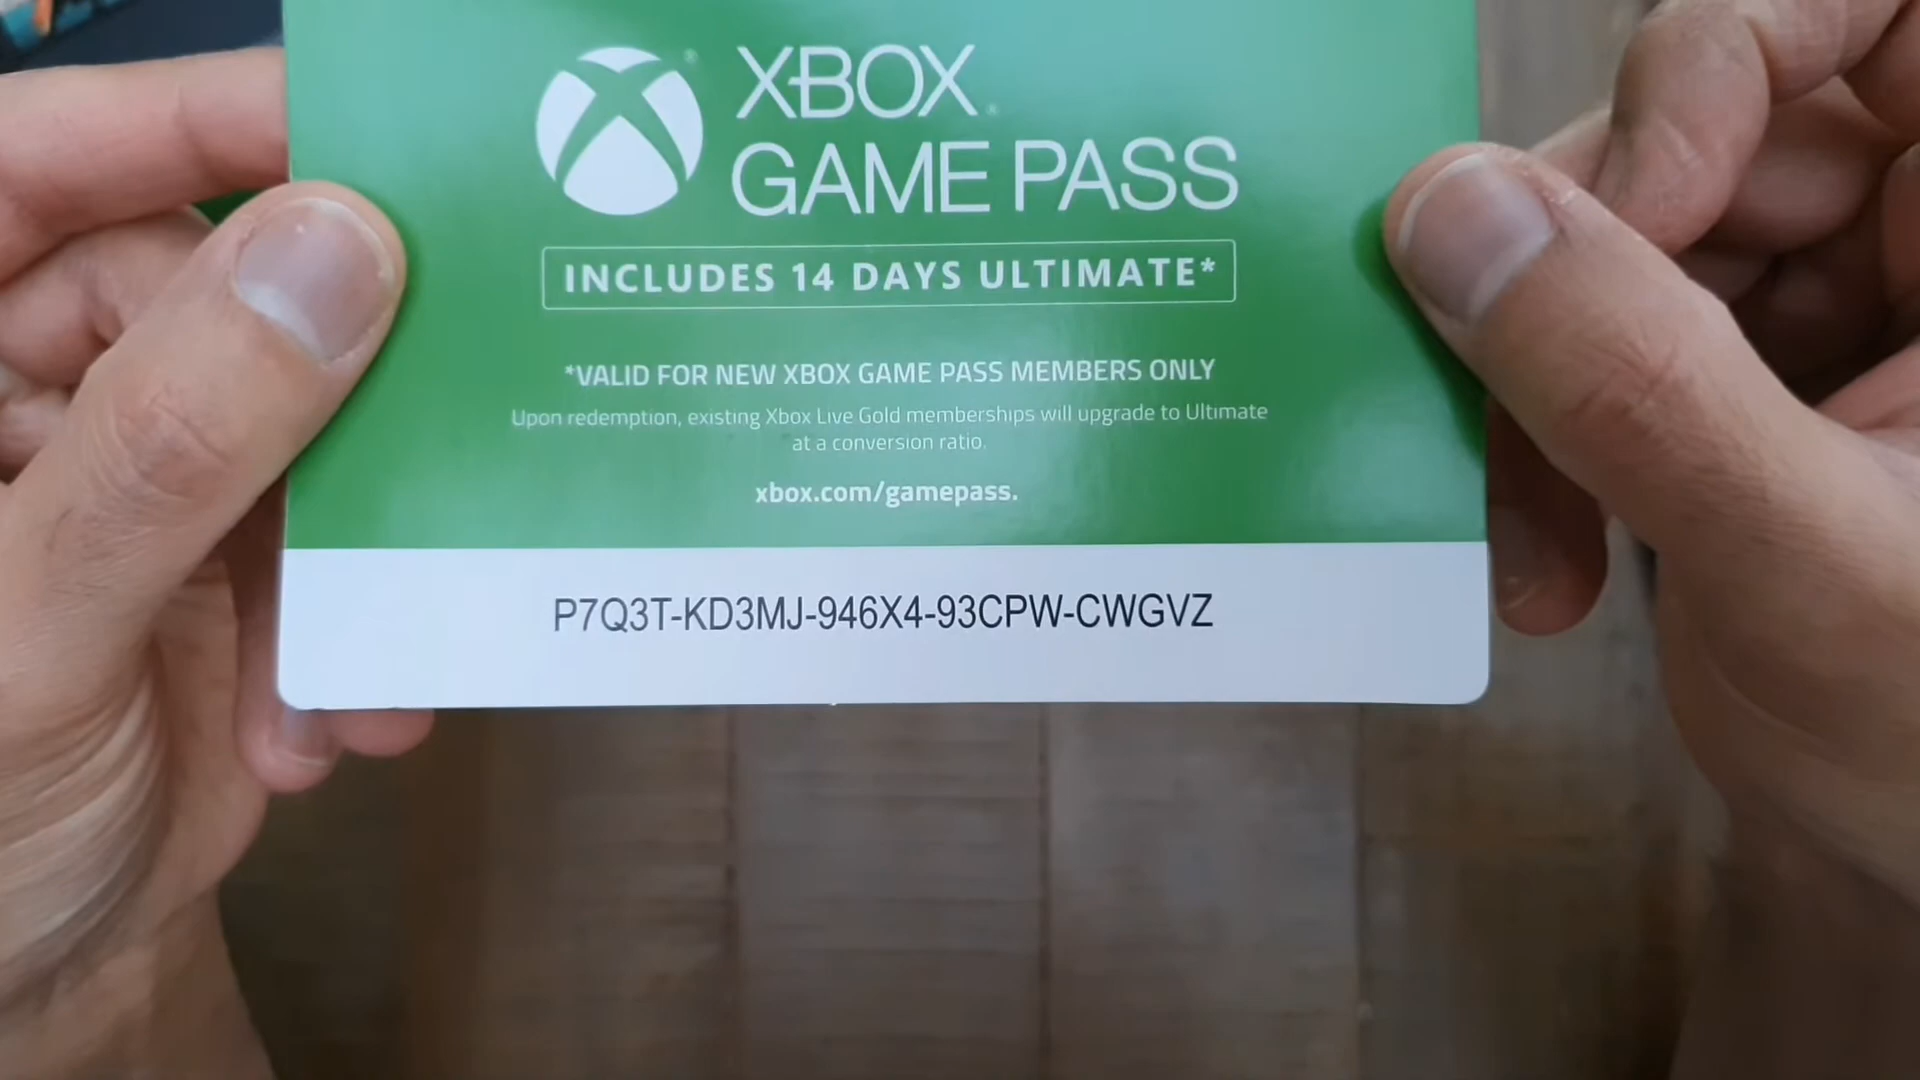 XBOX
GAME PASS
INCLUDES 14 DAYS ULTIMATE*
*VALID FOR NEW XBOX GAME PASS MEMBERS ONLY
Upon redemption, existing Xbox Live Gold memberships will upgrade to Ultimate
at a conversion ratio.
xbox.com/gamepass.
P7Q3T-KD3MJ-946X4-93CPW-CWGVZ